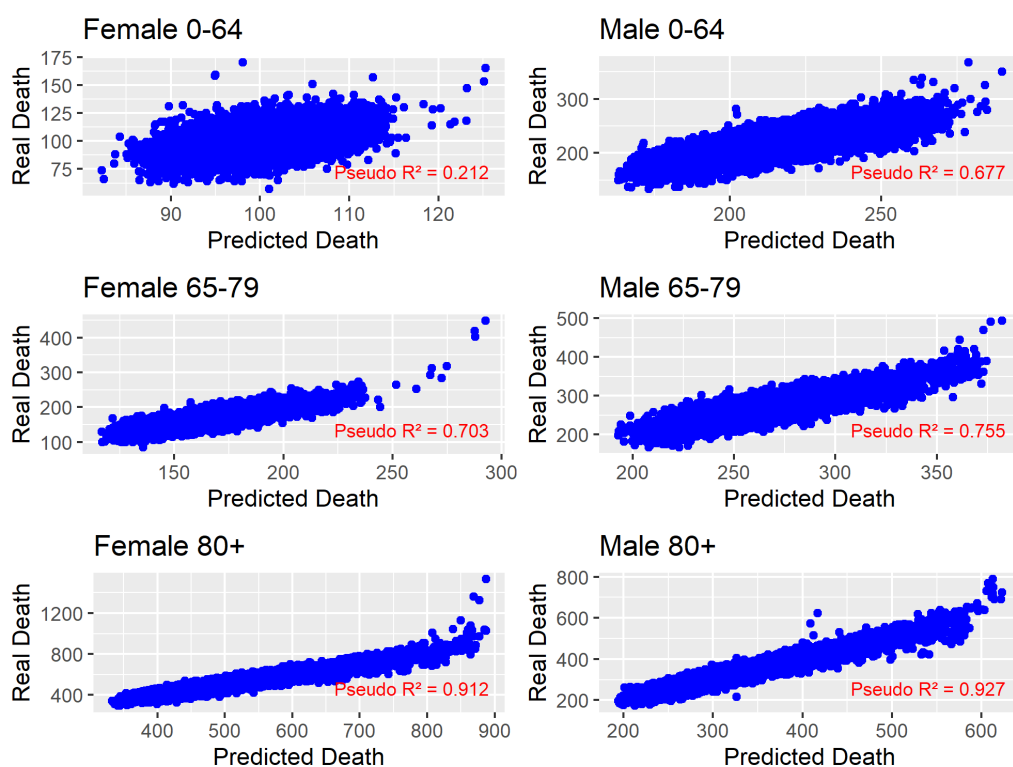 Female 0-64
Real Death
175
150
125
100
75
Pseudo R² = 0.212
90 100 110 120
Predicted Death
Male 0-64
Real Death
300
200
Pseudo R² = 0.677
200 250
Predicted Death
Female 65-79
Real Death
400
300
200
100
Pseudo R² = 0.703
150 200 250 300
Predicted Death
Male 65-79
Real Death
500
400
300
200
Pseudo R² = 0.755
200 250 300 350
Predicted Death
Female 80+
Real Death
1200
800
400
Pseudo R² = 0.912
400 500 600 700 800 900
Predicted Death
Male 80+
Real Death
800
600
400
200
Pseudo R² = 0.927
200 300 400 500 600
Predicted Death